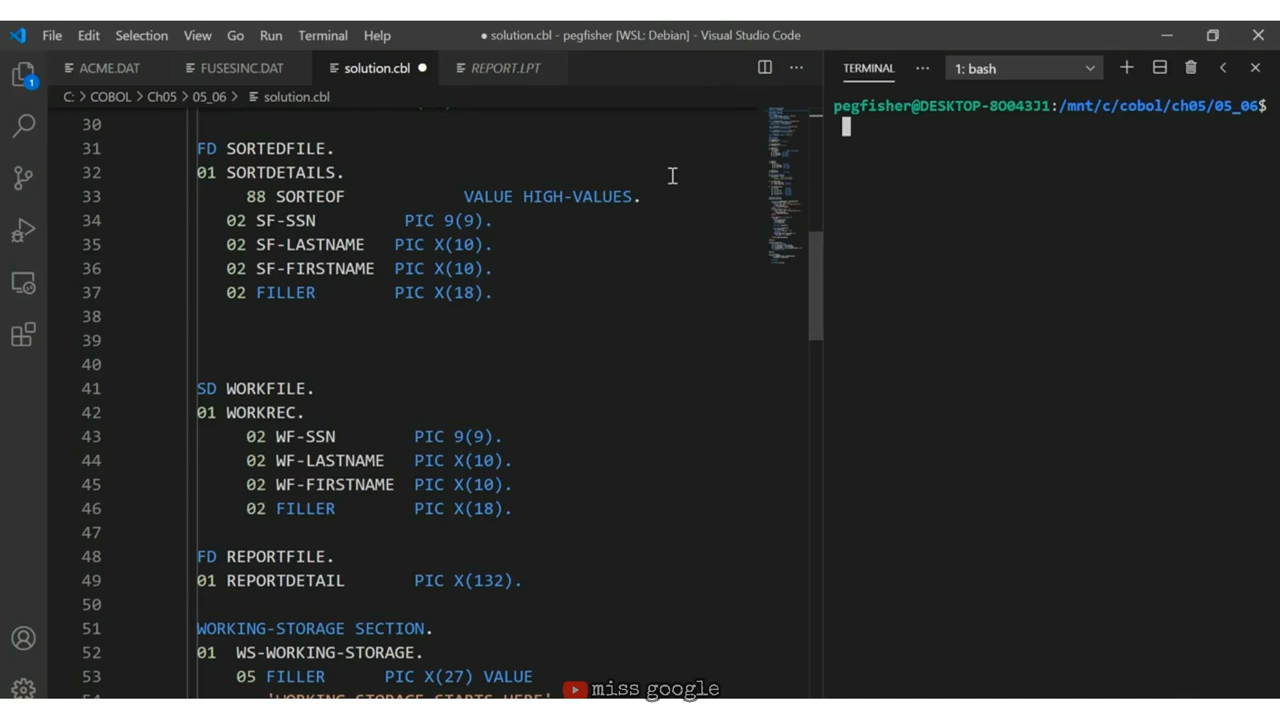 File Edit Selection View Go Run Terminal Help ● solution.cbl - pegfisher [WSL: Debian] - Visual Studio Code
ACME.DAT FUSESINC.DAT solution.cbl ● REPORT.LPT ... TERMINAL ... 1: bash
1 C: > COBOL > Ch05 > 05_06 > solution.cbl
pegfisher@DESKTOP-8O043J1:/mnt/c/cobol/ch05/05_06$
30
31 FD SORTEDFILE.
32 01 SORTDETAILS.
33 88 SORTEOF VALUE HIGH-VALUES.
34 02 SF-SSN PIC 9(9).
35 02 SF-LASTNAME PIC X(10).
36 02 SF-FIRSTNAME PIC X(10).
37 02 FILLER PIC X(18).
38
39
40
41 SD WORKFILE.
42 01 WORKREC.
43 02 WF-SSN PIC 9(9).
44 02 WF-LASTNAME PIC X(10).
45 02 WF-FIRSTNAME PIC X(10).
46 02 FILLER PIC X(18).
47
48 FD REPORTFILE.
49 01 REPORTDETAIL PIC X(132).
50
51 WORKING-STORAGE SECTION.
52 01 WS-WORKING-STORAGE.
53 05 FILLER PIC X(27) VALUE
54 'WORKING STORAGE STARTS HERE'
miss google